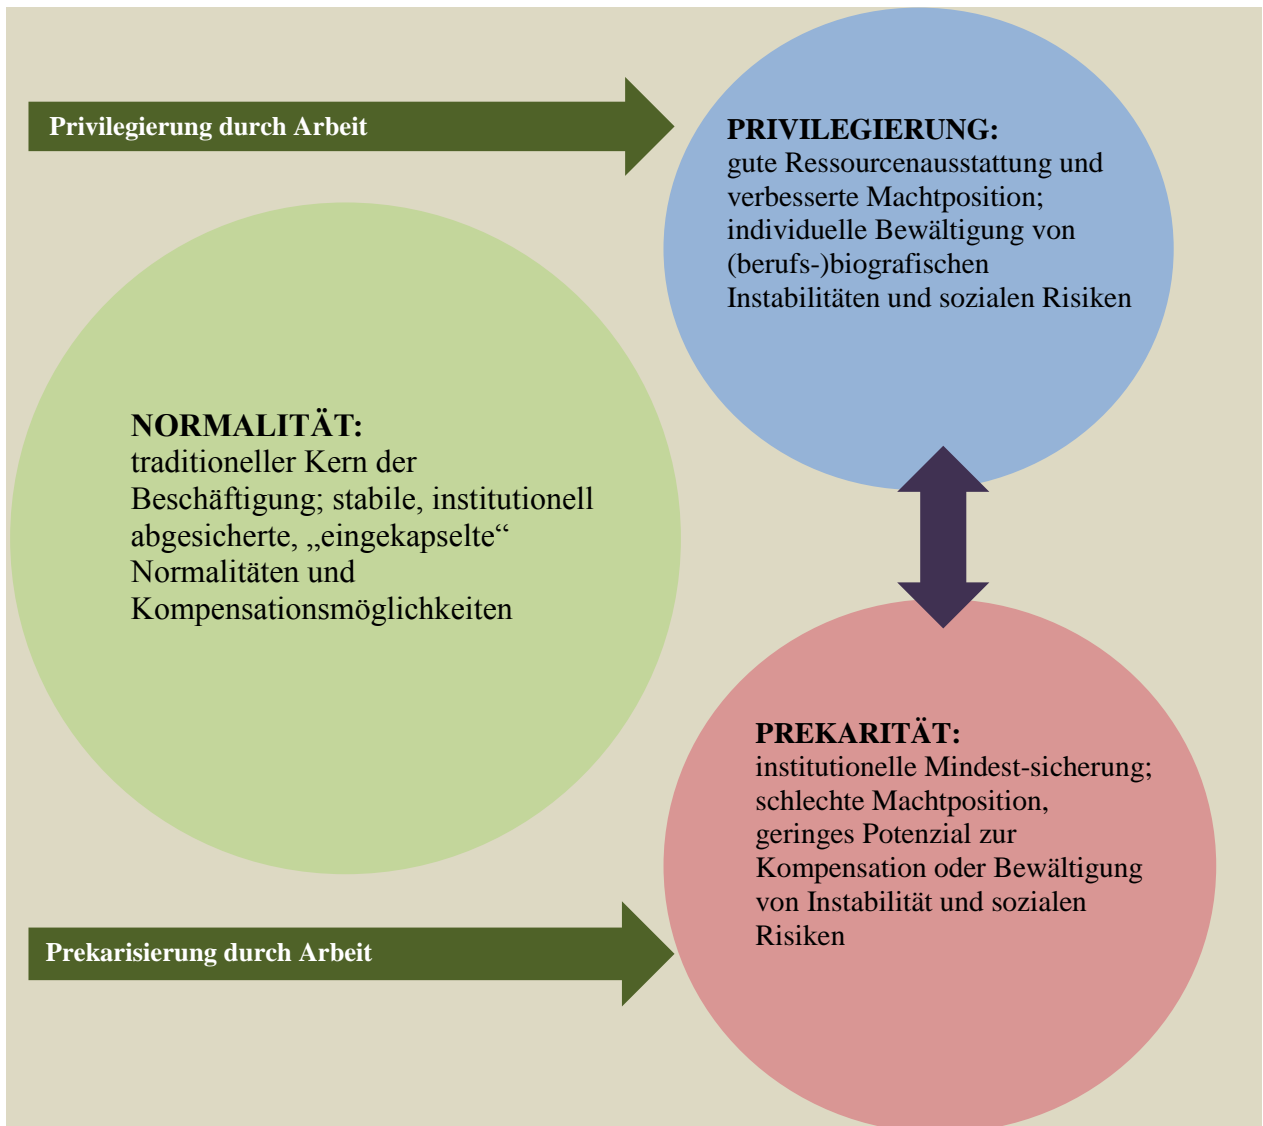 Privilegierung durch Arbeit
PRIVILEGIERUNG:
gute Ressourcenausstattung und
verbesserte Machtposition;
individuelle Bewältigung von
(berufs-)biografischen
Instabilitäten und sozialen Risiken
NORMALITÄT:
traditioneller Kern der
Beschäftigung; stabile, institutionell
abgesicherte, „eingekapselte“
Normalitäten und
Kompensationsmöglichkeiten
PREKARITÄT:
institutionelle Mindest-sicherung;
schlechte Machtposition,
geringes Potenzial zur
Kompensation oder Bewältigung
von Instabilität und sozialen
Risiken
Prekarisierung durch Arbeit